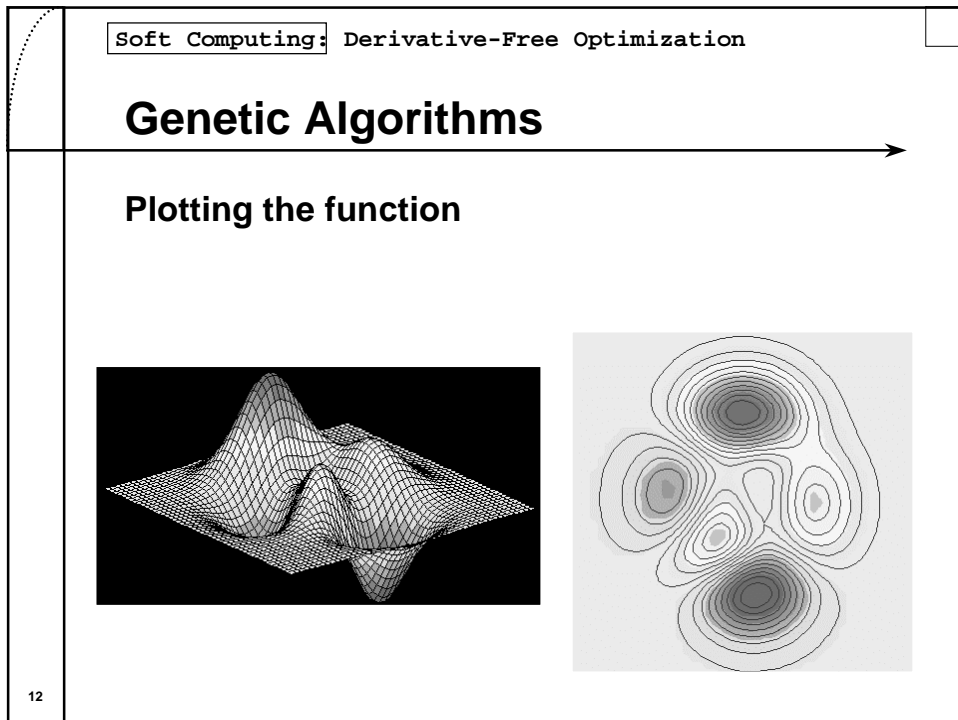 Soft Computing: Derivative-Free Optimization
Genetic Algorithms
Plotting the function
12